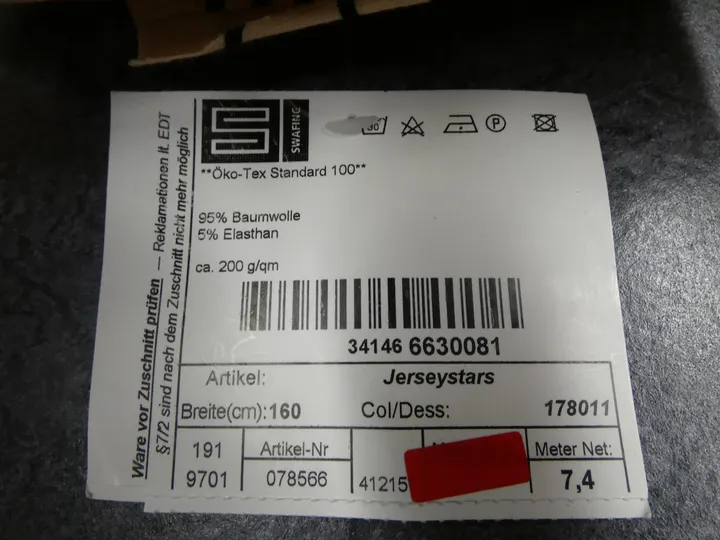 Ware vor Zuschnitt prüfen — Reklamationen lt. EDT
§7/2 sind nach dem Zuschnitt nicht mehr möglich
SWAFING
30
P
**Öko-Tex Standard 100**
95% Baumwolle
5% Elasthan
ca. 200 g/qm
34146 6630081
Artikel: Jerseystars
Breite(cm): 160 Col/Dess: 178011
191 Artikel-Nr Meter Net:
9701 078566 41215 7,4